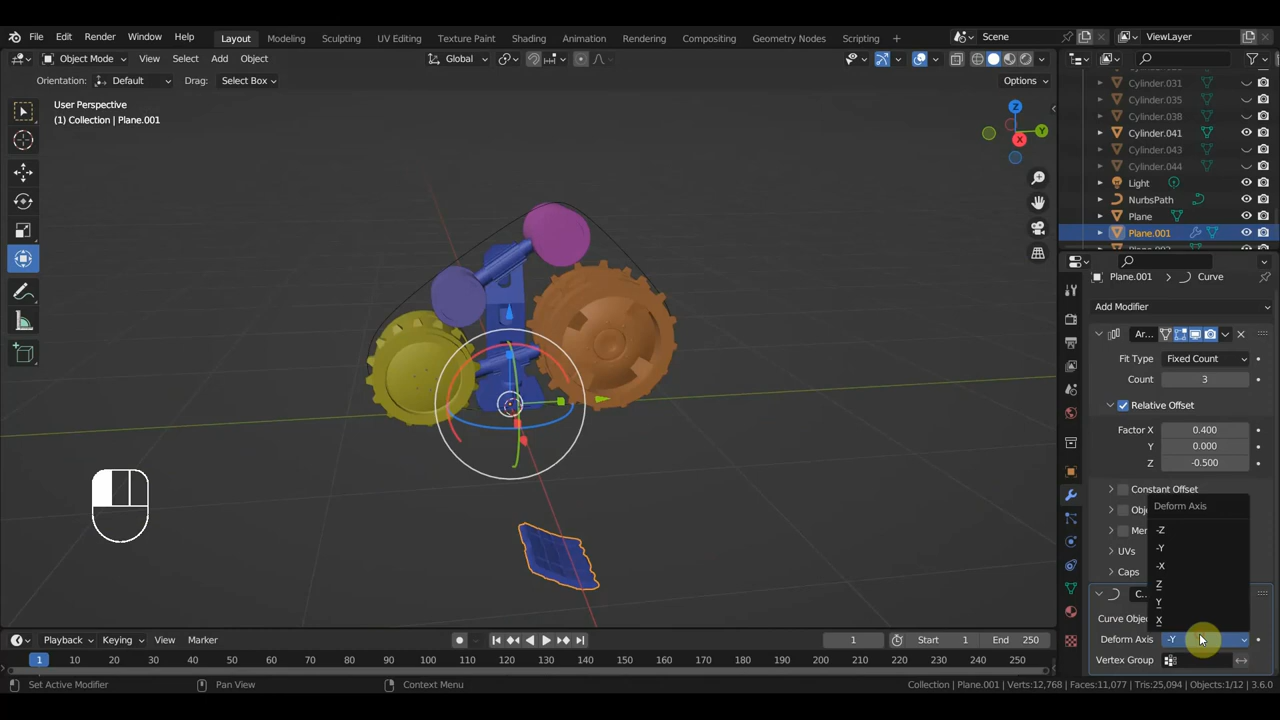 File Edit Render Window Help Layout Modeling Sculpting UV Editing Texture Paint Shading Animation Rendering Compositing Geometry Nodes Scripting + Scene ViewLayer
Object Mode View Select Add Object Global
Orientation: Default Drag: Select Box Options
User Perspective
(1) Collection | Plane.001
Z
Y
X
Cylinder.031
Cylinder.035
Cylinder.038
Cylinder.041
Cylinder.043
Cylinder.044
Light
NurbsPath
Plane
Plane.001
Plane.001 > Curve
Add Modifier
Ar...
Fit Type Fixed Count
Count 3
Relative Offset
Factor X 0.400
Y 0.000
Z -0.500
Constant Offset
Deform Axis
-Z
-Y
UVs
-X
Caps
Z
C...
Y
Curve Objec
X
Deform Axis -Y
Vertex Group
Playback Keying View Marker 1 Start 1 End 250
1 10 20 30 40 50 60 70 80 90 100 110 120 130 140 150 160 170 180 190 200 210 220 230 240 250
Set Active Modifier Pan View Context Menu Collection | Plane.001 | Verts:12,768 | Faces:11,077 | Tris:25,094 | Objects:1/12 | 3.6.0